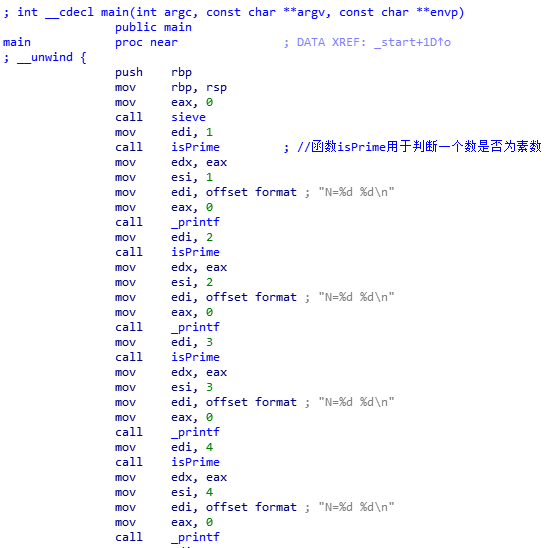 ; int __cdecl main(int argc, const char **argv, const char **envp)
public main
main proc near ; DATA XREF: _start+1D↑o
; __unwind {
push rbp
mov rbp, rsp
mov eax, 0
call sieve
mov edi, 1
call isPrime ; //函数isPrime用于判断一个数是否为素数
mov edx, eax
mov esi, 1
mov edi, offset format ; "N=%d %d\n"
mov eax, 0
call _printf
mov edi, 2
call isPrime
mov edx, eax
mov esi, 2
mov edi, offset format ; "N=%d %d\n"
mov eax, 0
call _printf
mov edi, 3
call isPrime
mov edx, eax
mov esi, 3
mov edi, offset format ; "N=%d %d\n"
mov eax, 0
call _printf
mov edi, 4
call isPrime
mov edx, eax
mov esi, 4
mov edi, offset format ; "N=%d %d\n"
mov eax, 0
call _printf